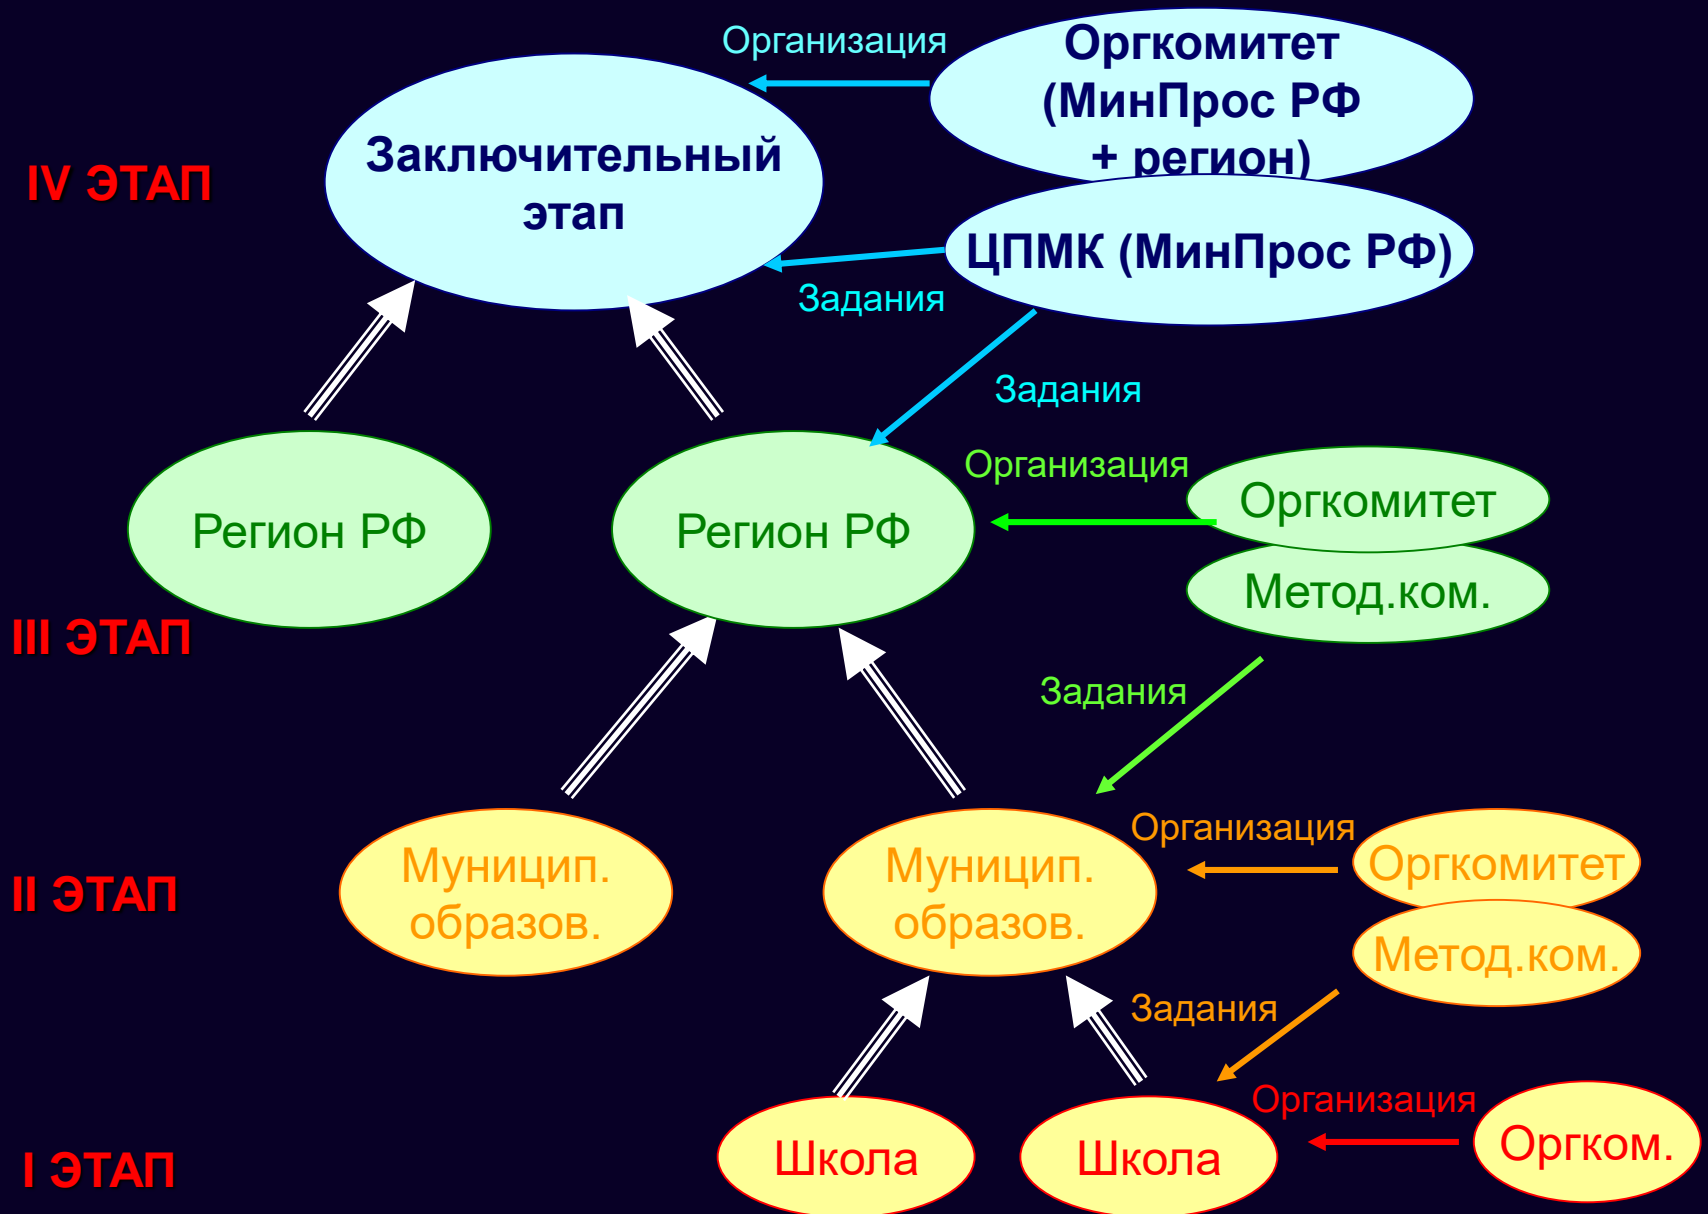 Организация
Оргкомитет
(МинПрос РФ
+ регион)
IV ЭТАП
Заключительный
этап
ЦПМК (МинПрос РФ)
Задания
Задания
Организация
Оргкомитет
Регион РФ
Регион РФ
Метод.ком.
III ЭТАП
Задания
Организация
Муницип.
образов.
Муницип.
образов.
Оргкомитет
II ЭТАП
Метод.ком.
Задания
Организация
I ЭТАП
Школа
Школа
Оргком.